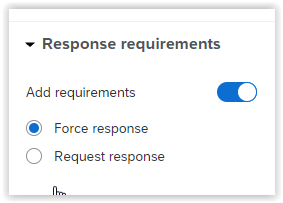 Response requirements
Add requirements
Force response
Request response